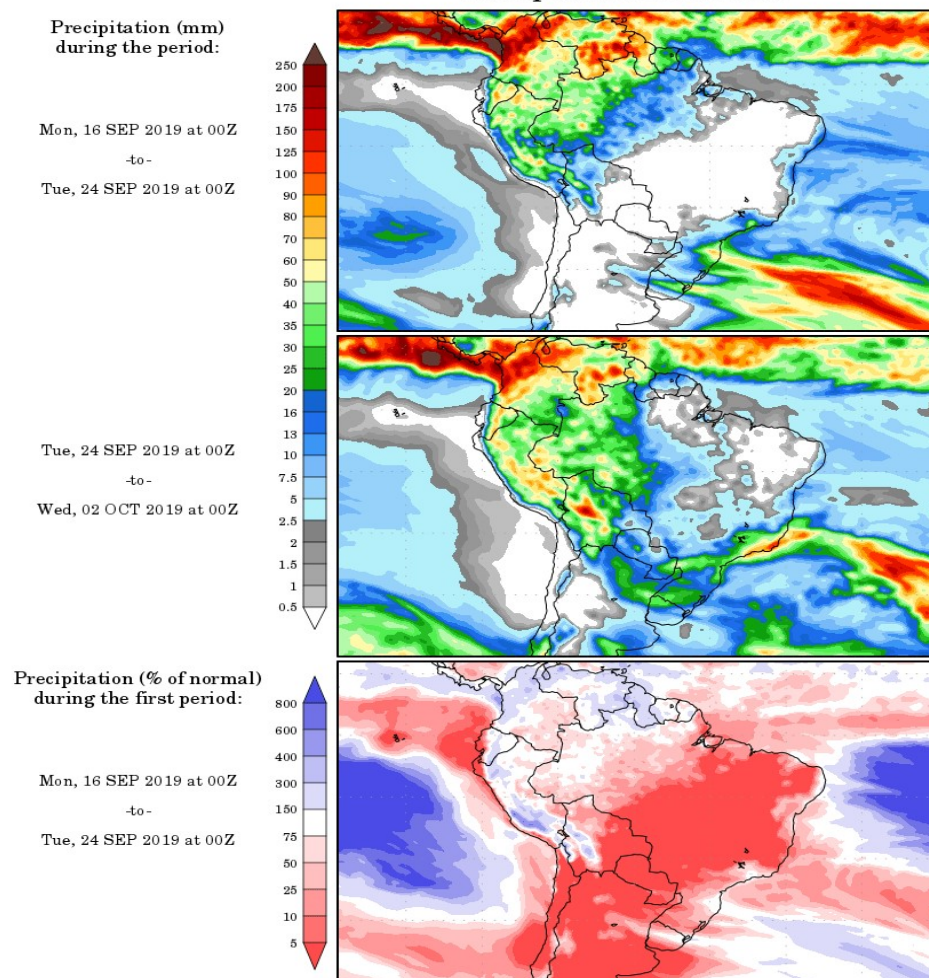 Precipitation (mm)
during the period:
Mon, 16 SEP 2019 at 00Z
-to-
Tue, 24 SEP 2019 at 00Z
250
200
175
150
125
100
90
80
70
60
50
40
35
30
25
20
16
13
10
7.5
5
2.5
2
1.5
1
0.5
Tue, 24 SEP 2019 at 00Z
-to-
Wed, 02 OCT 2019 at 00Z
Precipitation (% of normal)
during the first period:
Mon, 16 SEP 2019 at 00Z
-to-
Tue, 24 SEP 2019 at 00Z
800
600
400
300
150
75
50
25
10
5